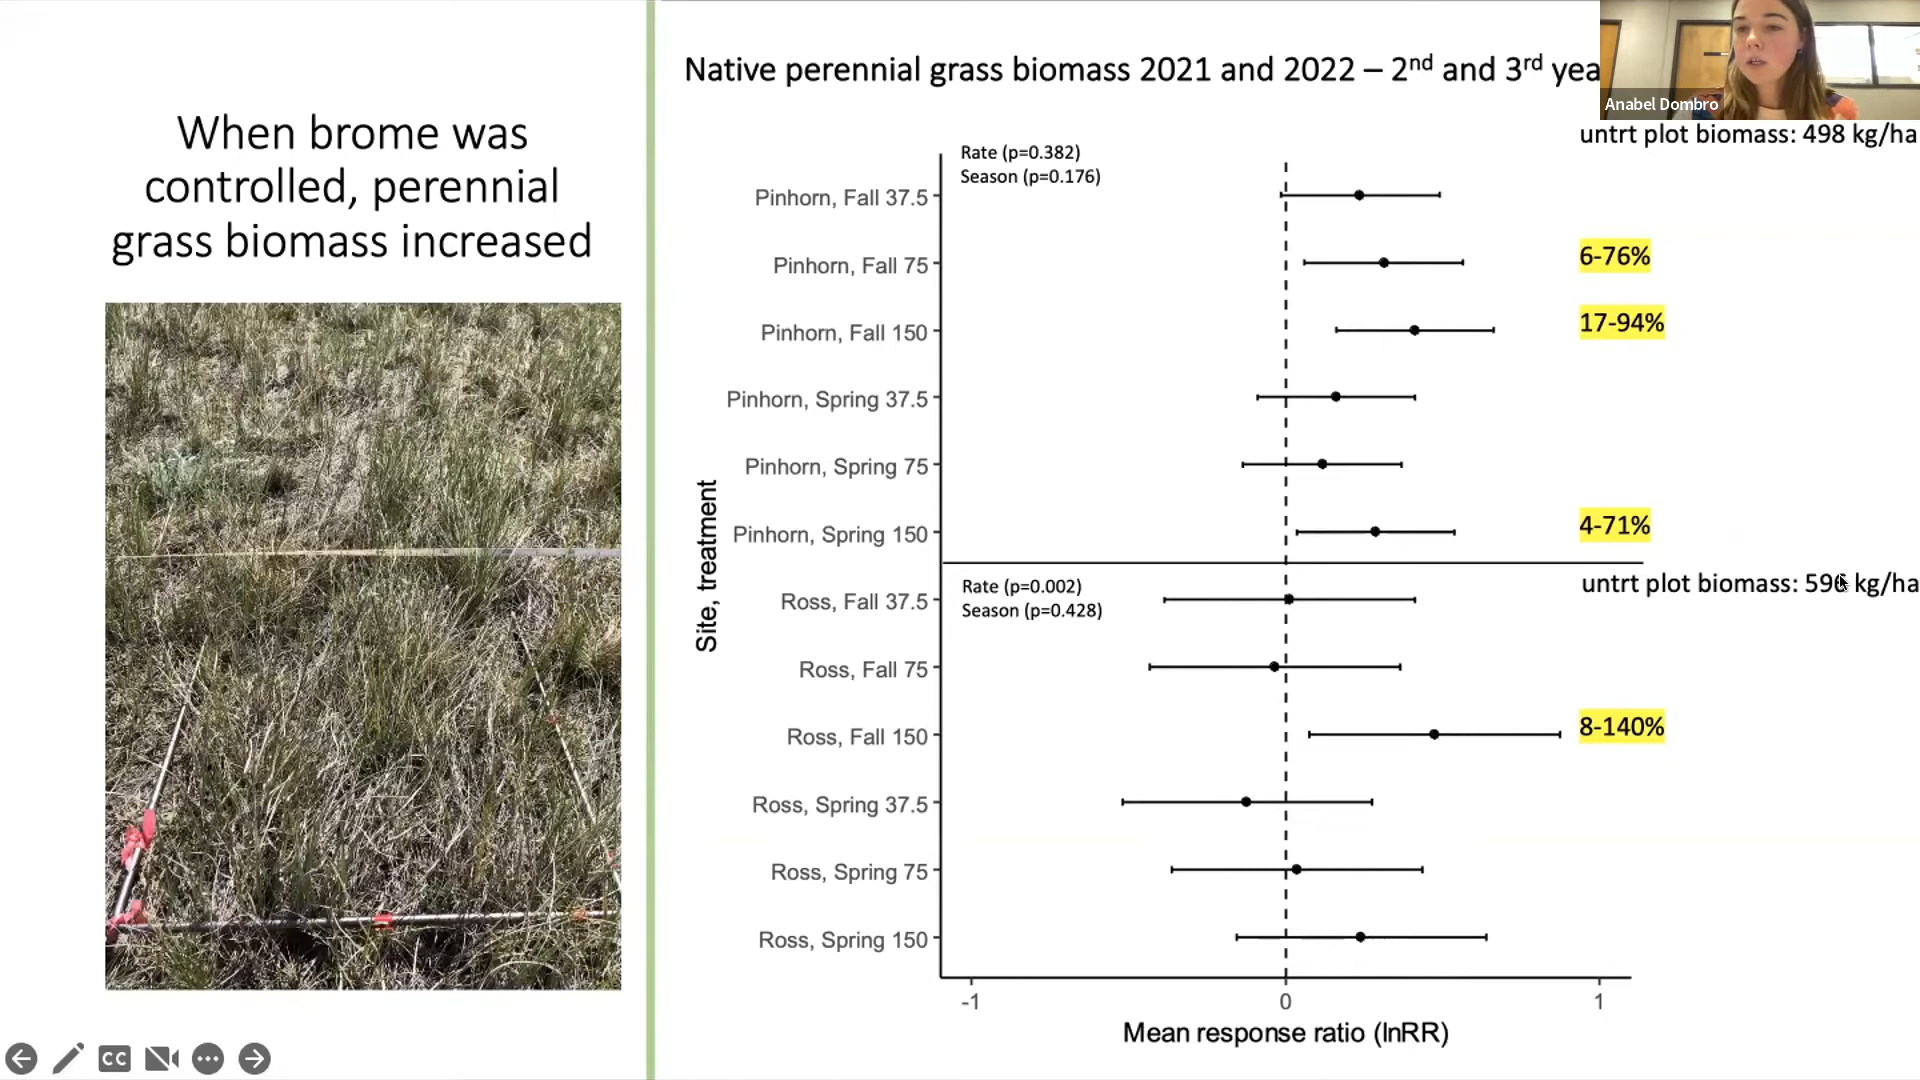 When brome was
controlled, perennial
grass biomass increased
Native perennial grass biomass 2021 and 2022 – 2nd and 3rd yea
Anabel Dombro
untrt plot biomass: 498 kg/ha
Rate (p=0.382)
Season (p=0.176)
Pinhorn, Fall 37.5
Pinhorn, Fall 75
6-76%
Pinhorn, Fall 150
17-94%
Pinhorn, Spring 37.5
Pinhorn, Spring 75
Pinhorn, Spring 150
4-71%
Site, treatment
untrt plot biomass: 596 kg/ha
Rate (p=0.002)
Season (p=0.428)
Ross, Fall 37.5
Ross, Fall 75
Ross, Fall 150
8-140%
Ross, Spring 37.5
Ross, Spring 75
Ross, Spring 150
-1 0 1
Mean response ratio (lnRR)
CC